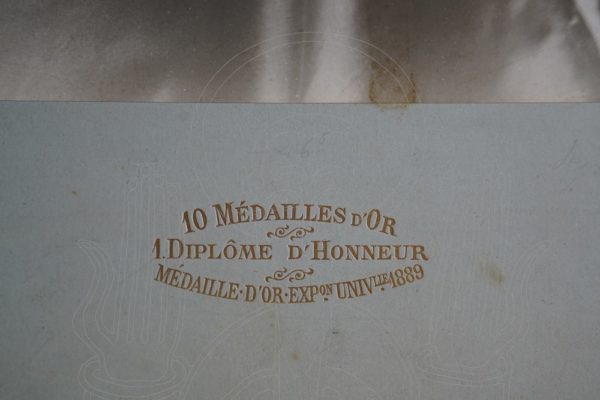 10 MÉDAILLES D'OR
1. DIPLÔME D'HONNEUR
MÉDAILLE·D'OR·EXPON UNIVLLE 1889